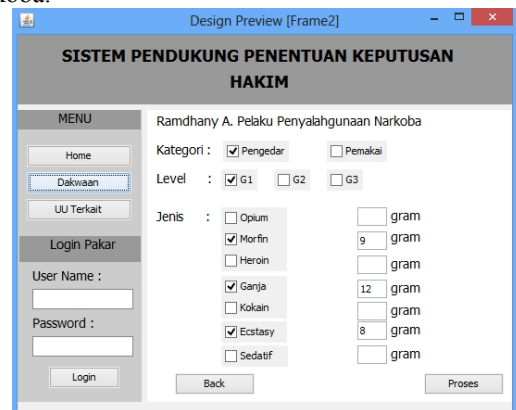 Design Preview [Frame2]
SISTEM PENDUKUNG PENENTUAN KEPUTUSAN
HAKIM
MENU
Home
Dakwaan
UU Terkait
Login Pakar
User Name :
Password :
Login
Ramdhany A. Pelaku Penyalahgunaan Narkoba
Kategori : Pengedar Pemakai
Level : G1 G2 G3
Jenis : Opium gram
Morfin 9 gram
Heroin gram
Ganja 12 gram
Kokain gram
Ecstasy 8 gram
Sedatif gram
Back Proses